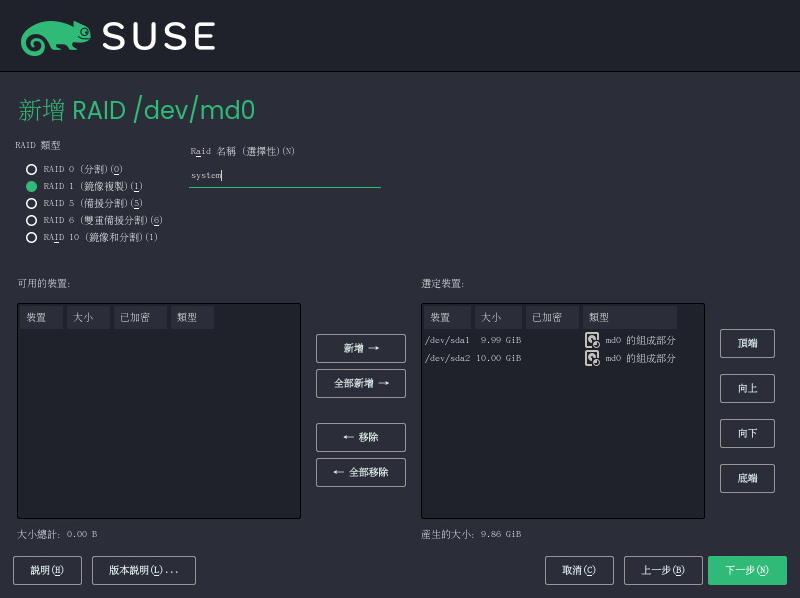 SUSE
新增 RAID /dev/md0
RAID 類型
Raid 名稱 (選擇性)(N)
RAID 0 (分割)(0)
system
RAID 1 (鏡像複製)(1)
RAID 5 (備援分割)(5)
RAID 6 (雙重備援分割)(6)
RAID 10 (鏡像和分割)(1)
可用的裝置:
選定裝置:
裝置 大小 已加密 類型
裝置 大小 已加密 類型
/dev/sda1 9.99 GiB md0 的組成部分
/dev/sda2 10.00 GiB md0 的組成部分
新增 →
全部新增 →
← 移除
← 全部移除
頂端
向上
向下
底端
大小總計: 0.00 B
產生的大小: 9.86 GiB
說明(H)
版本說明(L)...
取消(C)
上一步(B)
下一步(N)